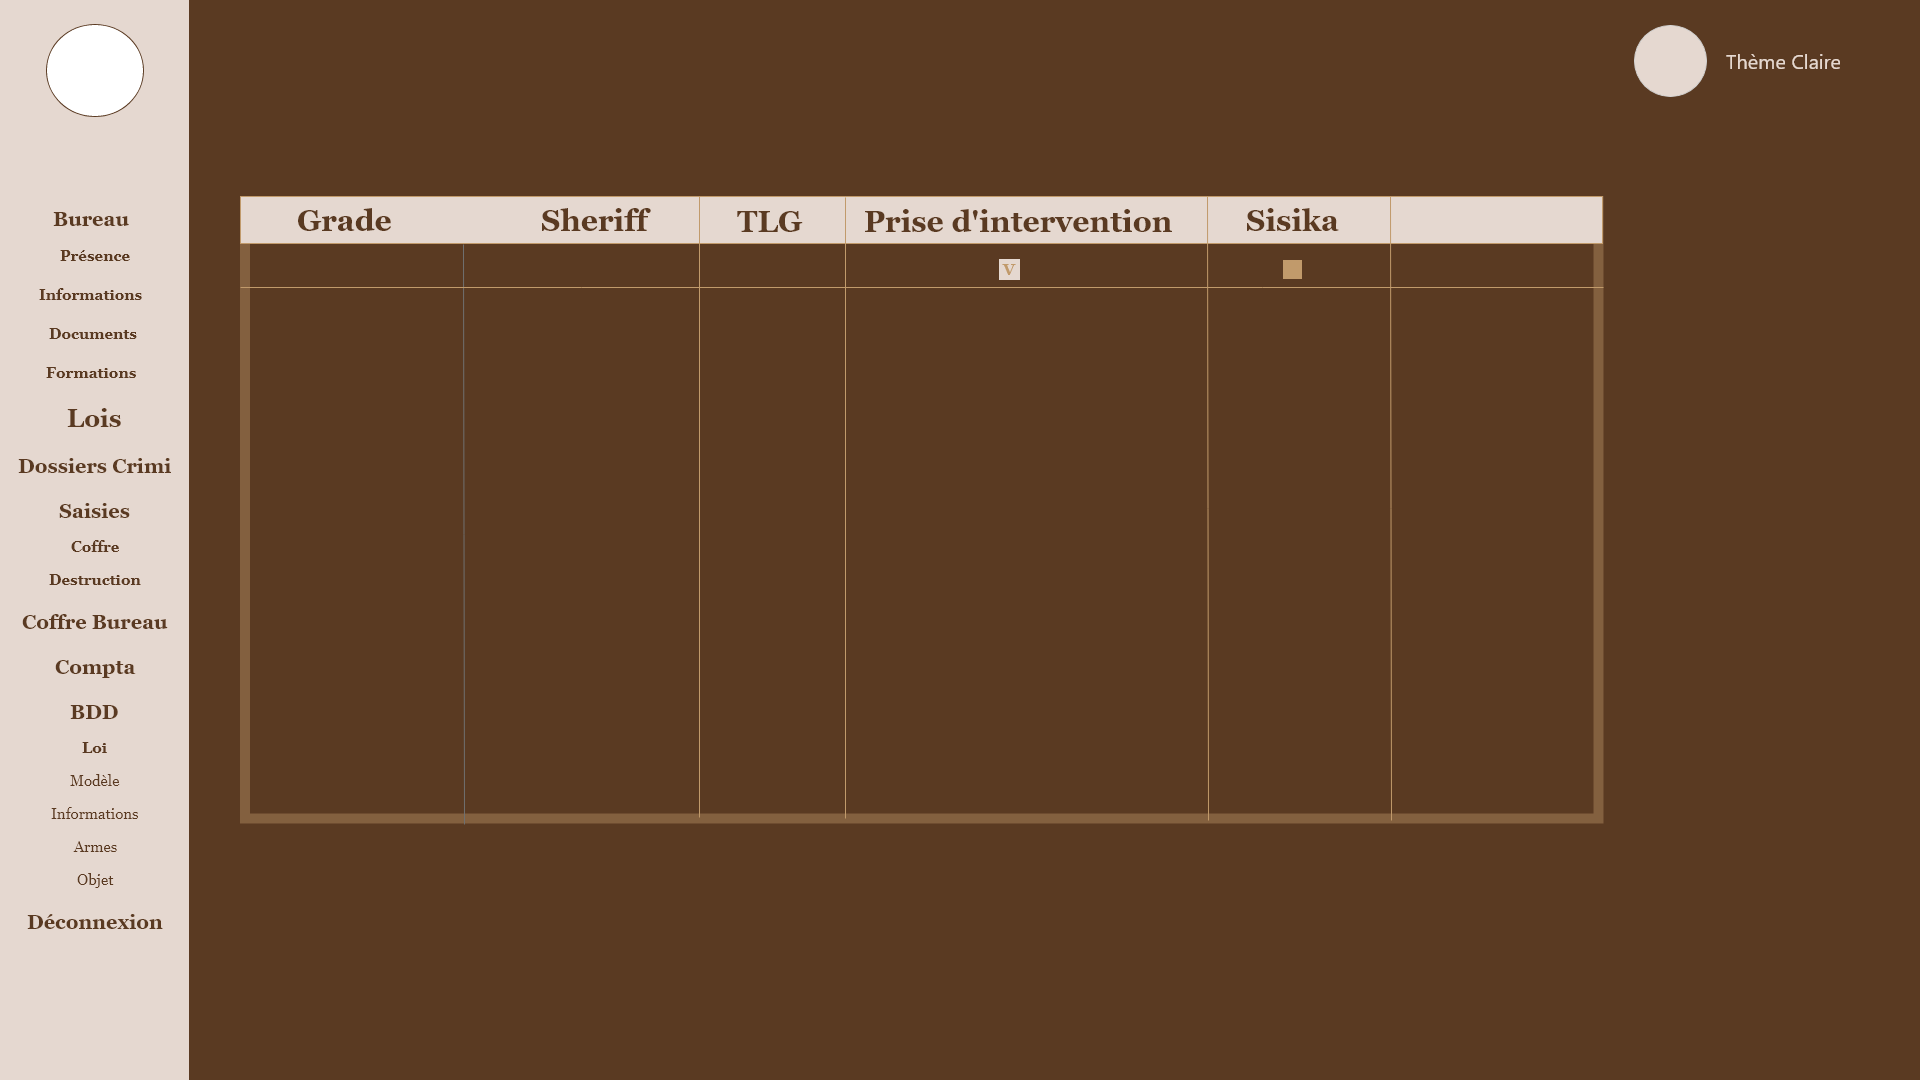 Thème Claire
Grade Sheriff TLG Prise d'intervention Sisika
v
Bureau
Présence
Informations
Documents
Formations
Lois
Dossiers Crimi
Saisies
Coffre
Destruction
Coffre Bureau
Compta
BDD
Loi
Modèle
Informations
Armes
Objet
Déconnexion